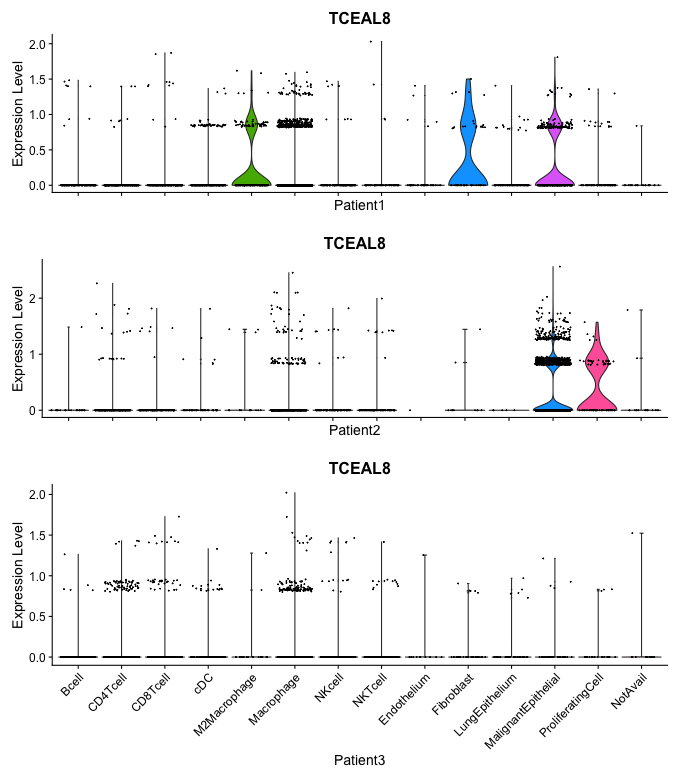 TCEAL8
Expression Level
2.0
1.5
1.0
0.5
0.0
Patient1
TCEAL8
Expression Level
2
1
0
Patient2
TCEAL8
Expression Level
2.0
1.5
1.0
0.5
0.0
Bcell
CD4Tcell
CD8Tcell
cDC
M2Macrophage
Macrophage
NKcell
NKTcell
Endothelium
Fibroblast
LungEpithelium
MalignantEpithelial
ProliferatingCell
NotAvail
Patient3